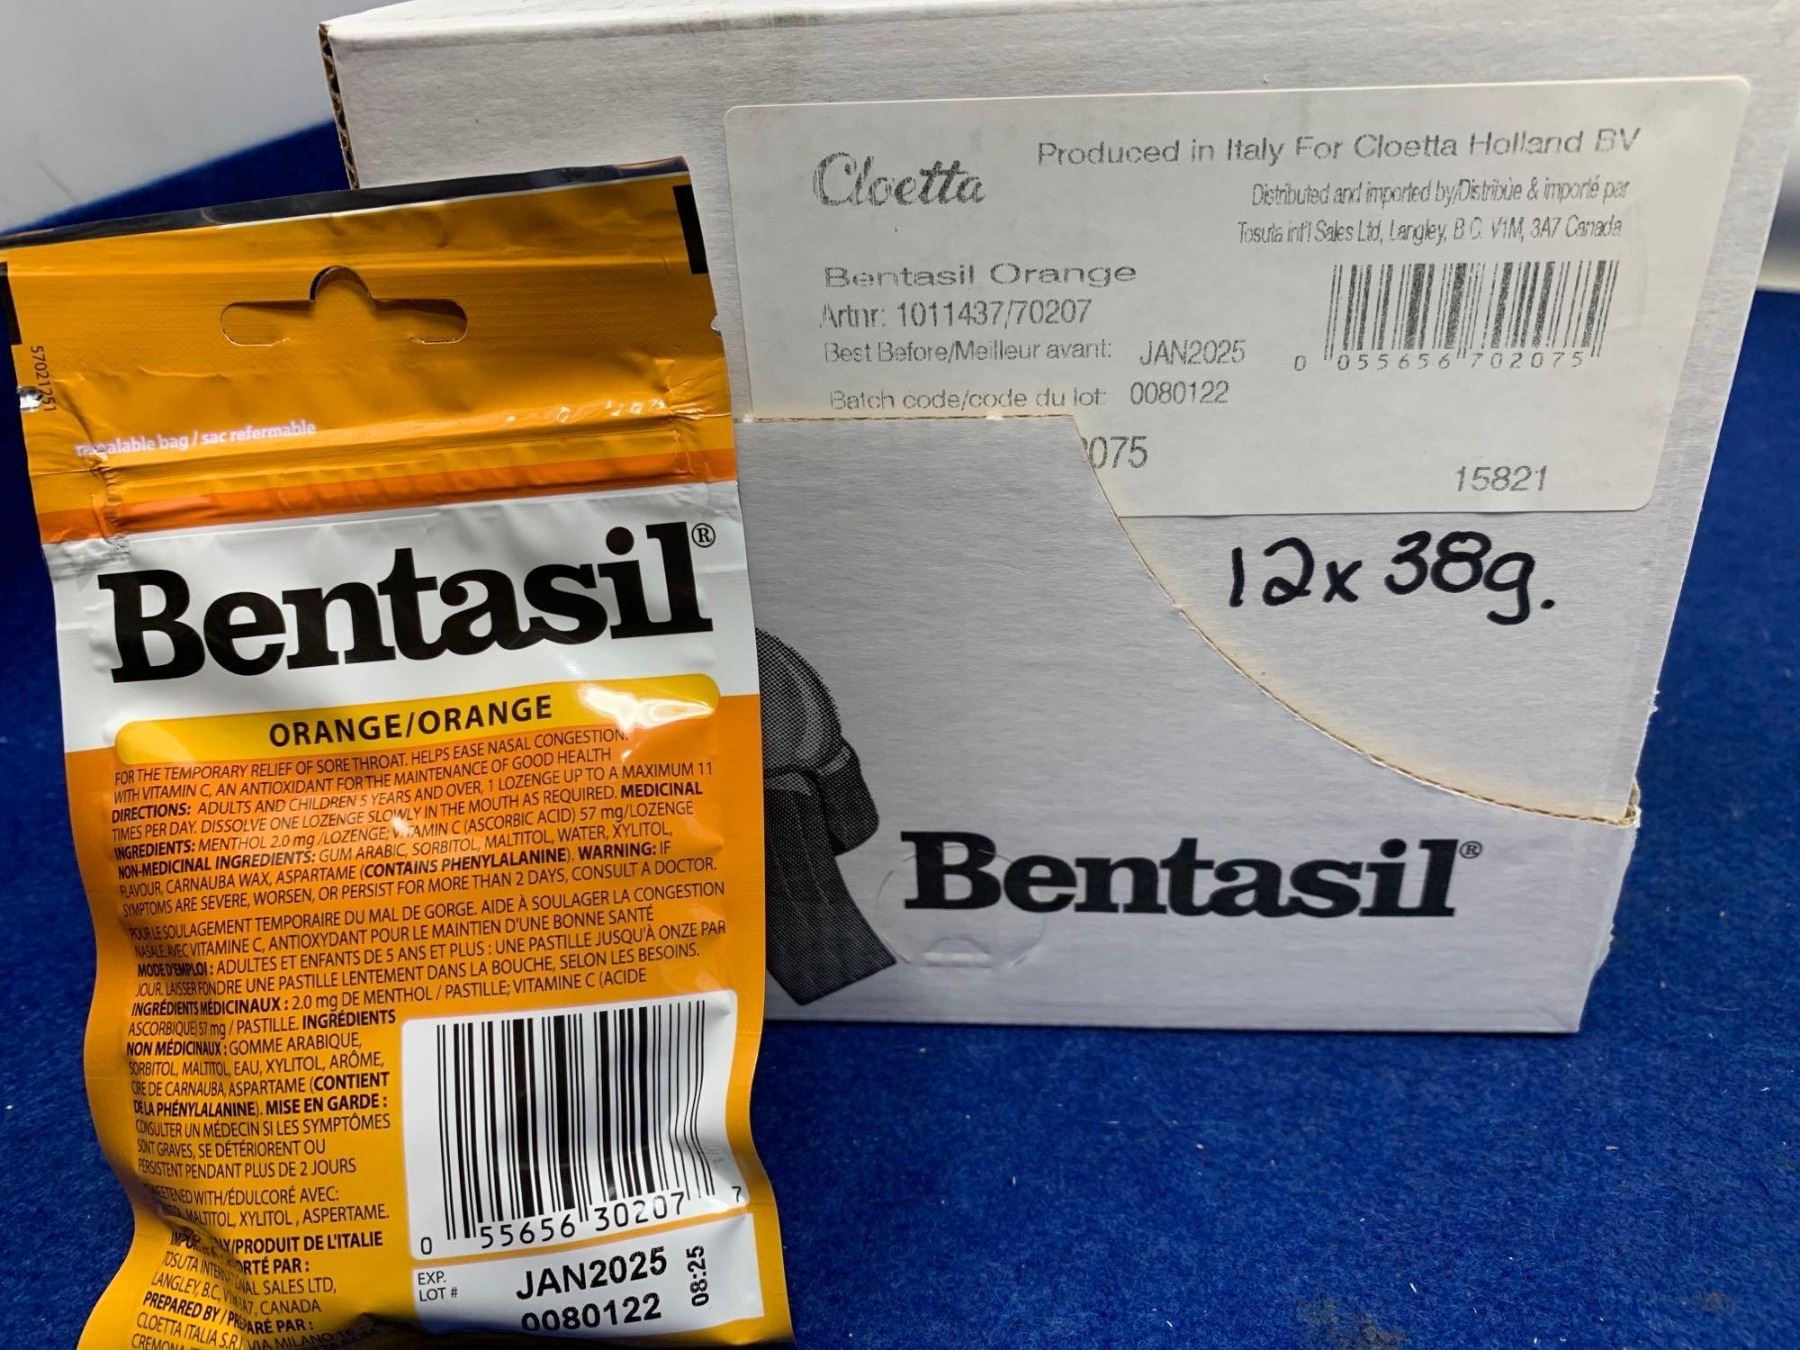 Cloetta
Produced in Italy For Cloetta Holland BV
Distributed and imported by/Distribùe & importé par
Tosuta int'l Sales Ltd, Langley, B.C. V1M, 3A7 Canada
Bentasil Orange
Artnr: 1011437/70207
Best Before/Meilleur avant: JAN2025
Batch code/code du lot: 0080122
0 055656 702075
075
15821
12x 38g.
Bentasil®
57021251
alable bag / sac refermable
Bentasil®
ORANGE/ORANGE
FOR THE TEMPORARY RELIEF OF SORE THROAT. HELPS EASE NASAL CONGESTION.
WITH VITAMIN C, AN ANTIOXIDANT FOR THE MAINTENANCE OF GOOD HEALTH
DIRECTIONS: ADULTS AND CHILDREN 5 YEARS AND OVER, 1 LOZENGE UP TO A MAXIMUM 11
TIMES PER DAY. DISSOLVE ONE LOZENGE SLOWLY IN THE MOUTH AS REQUIRED. MEDICINAL
INGREDIENTS: MENTHOL 2.0 mg /LOZENGE; VITAMIN C (ASCORBIC ACID) 57 mg/LOZENGE
NON-MEDICINAL INGREDIENTS: GUM ARABIC, SORBITOL, MALTITOL, WATER, XYLITOL,
FLAVOUR, CARNAUBA WAX, ASPARTAME (CONTAINS PHENYLALANINE). WARNING: IF
SYMPTOMS ARE SEVERE, WORSEN, OR PERSIST FOR MORE THAN 2 DAYS, CONSULT A DOCTOR.
POUR LE SOULAGEMENT TEMPORAIRE DU MAL DE GORGE. AIDE À SOULAGER LA CONGESTION
NASALE. AVEC VITAMINE C, ANTIOXYDANT POUR LE MAINTIEN D'UNE BONNE SANTÉ
MODE D'EMPLOI : ADULTES ET ENFANTS DE 5 ANS ET PLUS : UNE PASTILLE JUSQU'À ONZE PAR
JOUR. LAISSER FONDRE UNE PASTILLE LENTEMENT DANS LA BOUCHE, SELON LES BESOINS.
INGRÉDIENTS MÉDICINAUX : 2.0 mg DE MENTHOL / PASTILLE; VITAMINE C (ACIDE
ASCORBIQUE) 57 mg / PASTILLE. INGRÉDIENTS
NON MÉDICINAUX : GOMME ARABIQUE,
SORBITOL, MALTITOL, EAU, XYLITOL, ARÔME,
CIRE DE CARNAUBA, ASPARTAME (CONTIENT
DE LA PHÉNYLALANINE). MISE EN GARDE :
CONSULTER UN MÉDECIN SI LES SYMPTÔMES
SONT GRAVES, SE DÉTÉRIORENT OU
PERSISTENT PENDANT PLUS DE 2 JOURS
WITH/ÉDULCORÉ AVEC:
MALTITOL, XYLITOL, ASPARTAME.
/PRODUIT DE L'ITALIE
PAR :
TOSUTA INTERNATIONAL SALES LTD,
LANGLEY, B.C., CANADA
PREPARED BY / PRÉPARÉ PAR :
CLOETTA ITALIA S.R.L VIA MILANO
CREMONA
0 55656 30207 7
EXP. JAN2025
LOT # 0080122
08:25